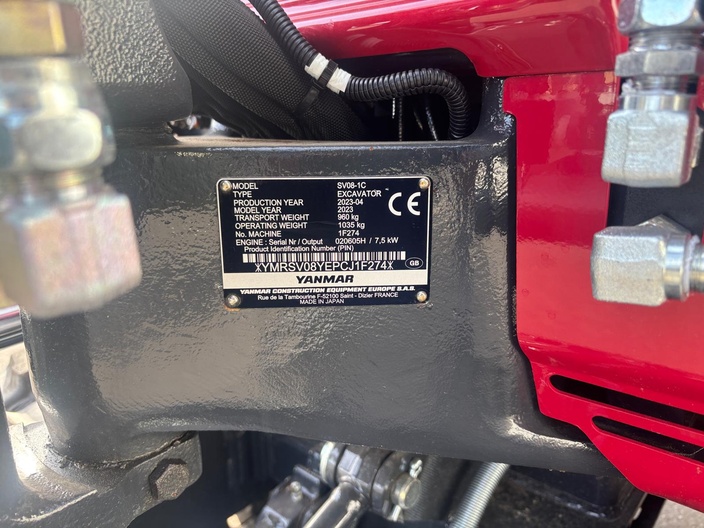 MODEL SV08-1C
TYPE EXCAVATOR
PRODUCTION YEAR 2023-04
MODEL YEAR 2023
TRANSPORT WEIGHT 960 kg
OPERATING WEIGHT 1035 kg
No. MACHINE 1F274
ENGINE : Serial Nr / Output 020605H / 7,5 kW
Product Identification Number (PIN)
CE
XYMRSV08YEPCJ1F274X
GB
YANMAR
YANMAR CONSTRUCTION EQUIPMENT EUROPE S.A.S.
Rue de la Tambourine F-52100 Saint - Dizier FRANCE
MADE IN JAPAN